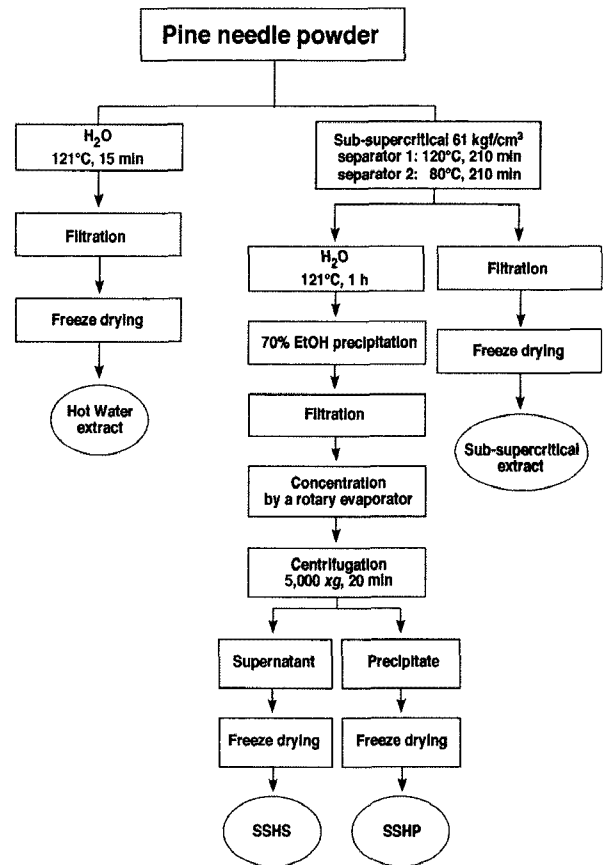 Pine needle powder
H₂O
121°C, 15 min
Filtration
Freeze drying
Hot Water
extract
Sub-supercritical 61 kgf/cm³
separator 1: 120°C, 210 min
separator 2: 80°C, 210 min
H₂O
121°C, 1 h
70% EtOH precipitation
Filtration
Concentration
by a rotary evaporator
Centrifugation
5,000 xg, 20 min
Supernatant
Freeze drying
SSHS
Precipitate
Freeze drying
SSHP
Filtration
Freeze drying
Sub-supercritical
extract